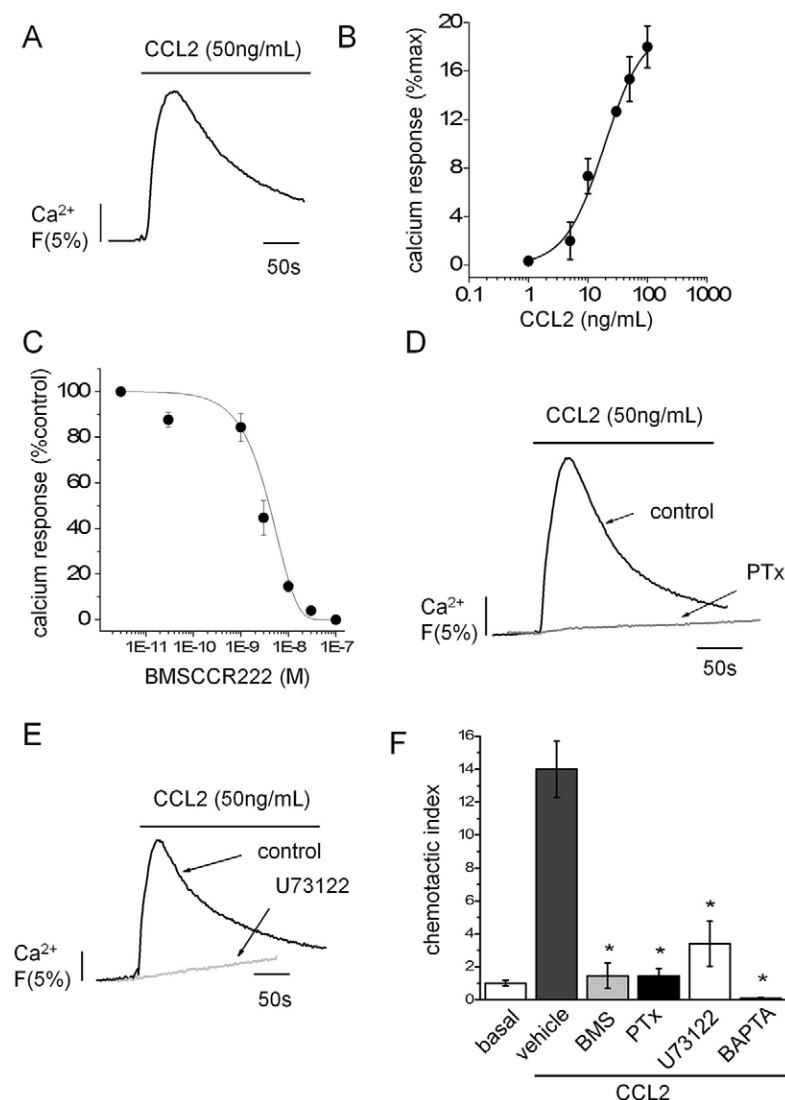 A
CCL2 (50ng/mL)
Ca2+
F(5%)
50s
B
calcium response (%max)
20
16
12
8
4
0
0.1 1 10 100 1000
CCL2 (ng/mL)
C
calcium response (%control)
100
80
60
40
20
0
1E-11 1E-10 1E-9 1E-8 1E-7
BMSCCR222 (M)
D
CCL2 (50ng/mL)
control
PTx
Ca2+
F(5%)
50s
E
CCL2 (50ng/mL)
control
U73122
Ca2+
F(5%)
50s
F
chemotactic index
16
14
12
10
8
6
4
2
0
* * * *
basal vehicle BMS PTx U73122 BAPTA
CCL2